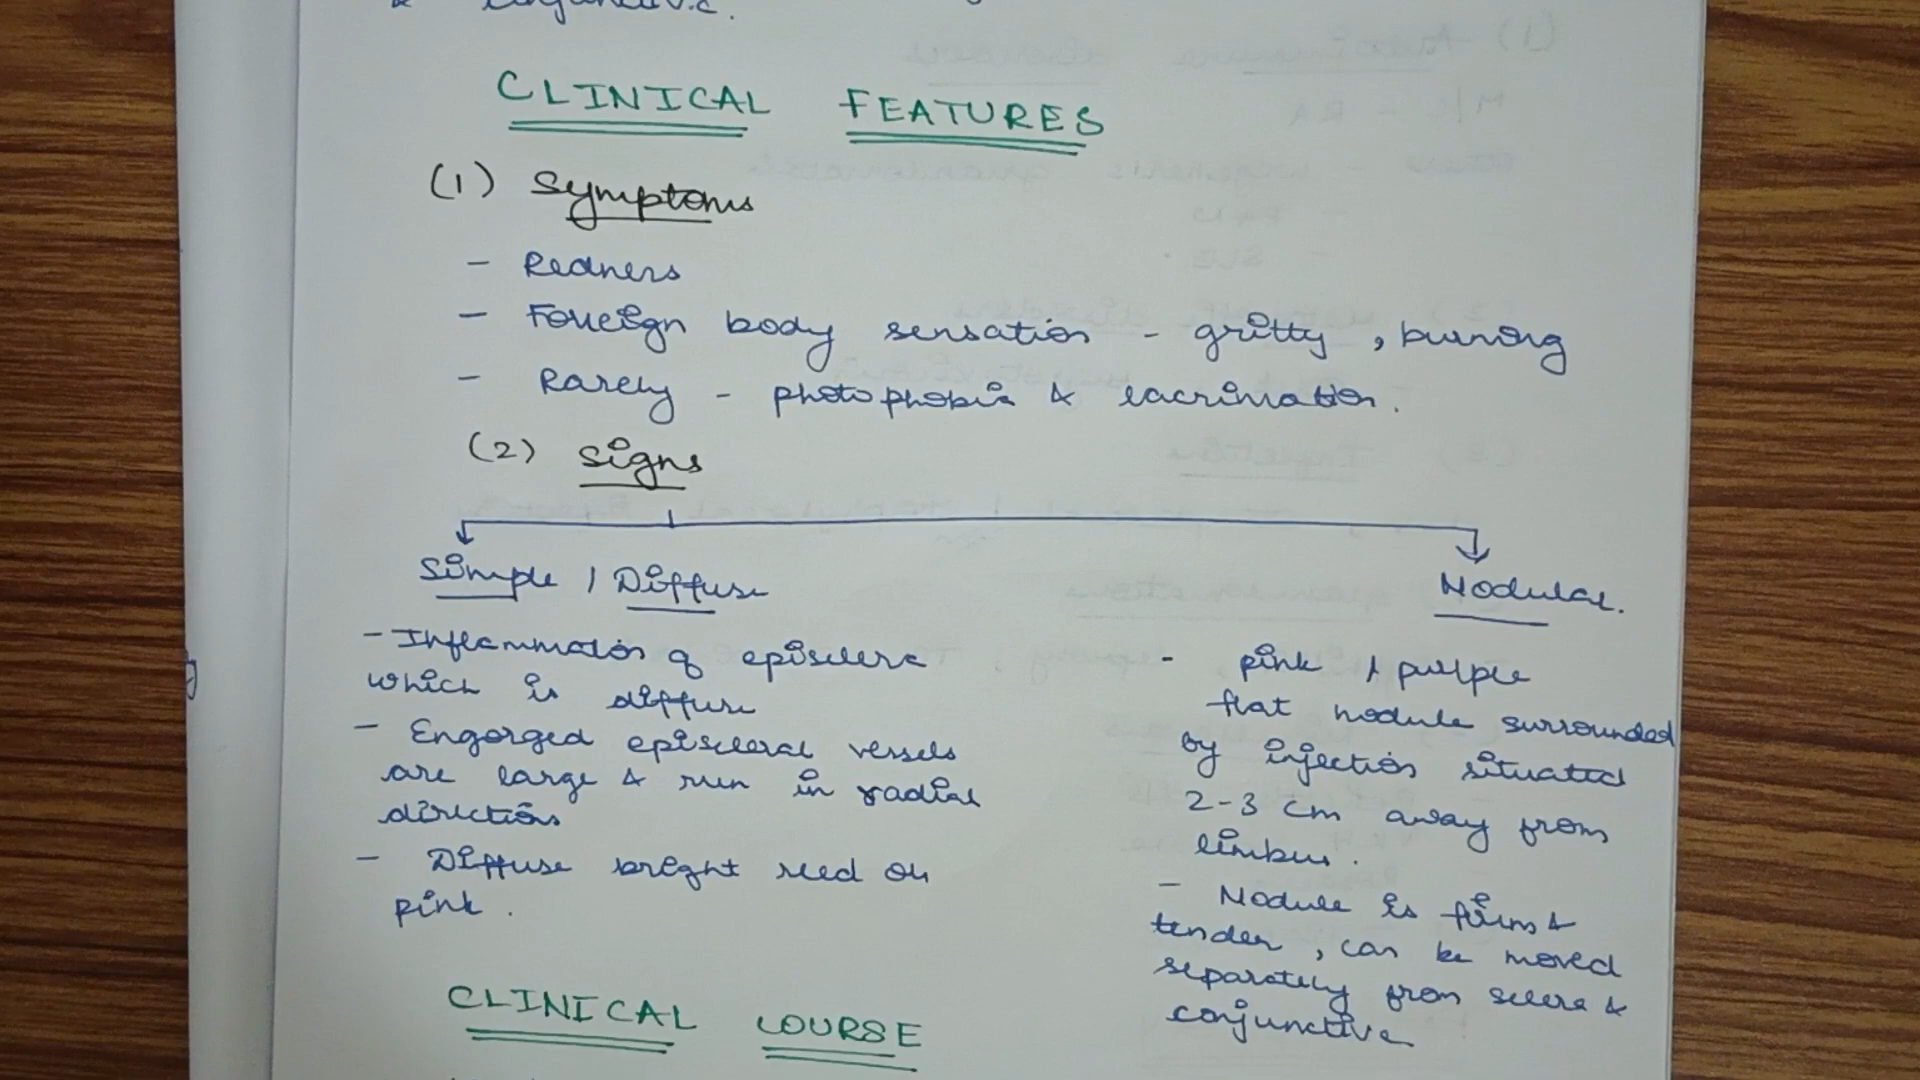 & conjunctiva.
CLINICAL FEATURES
(1) Symptoms
- Redness
- Foreign body sensation - gritty, burning
- Rarely - photophobia & lacrimation.
(2) Signs
Simple / Diffuse
- Inflammation of episclera
which is diffuse
- Engorged episcleral vessels
are large & run in radial
direction
- Diffuse bright red or
pink.
Nodular.
- pink / purple
flat nodule surrounded
by injection situated
2-3 cm away from
limbus.
- Nodule is firm &
tender, can be moved
separately from sclera &
conjunctiva
CLINICAL COURSE